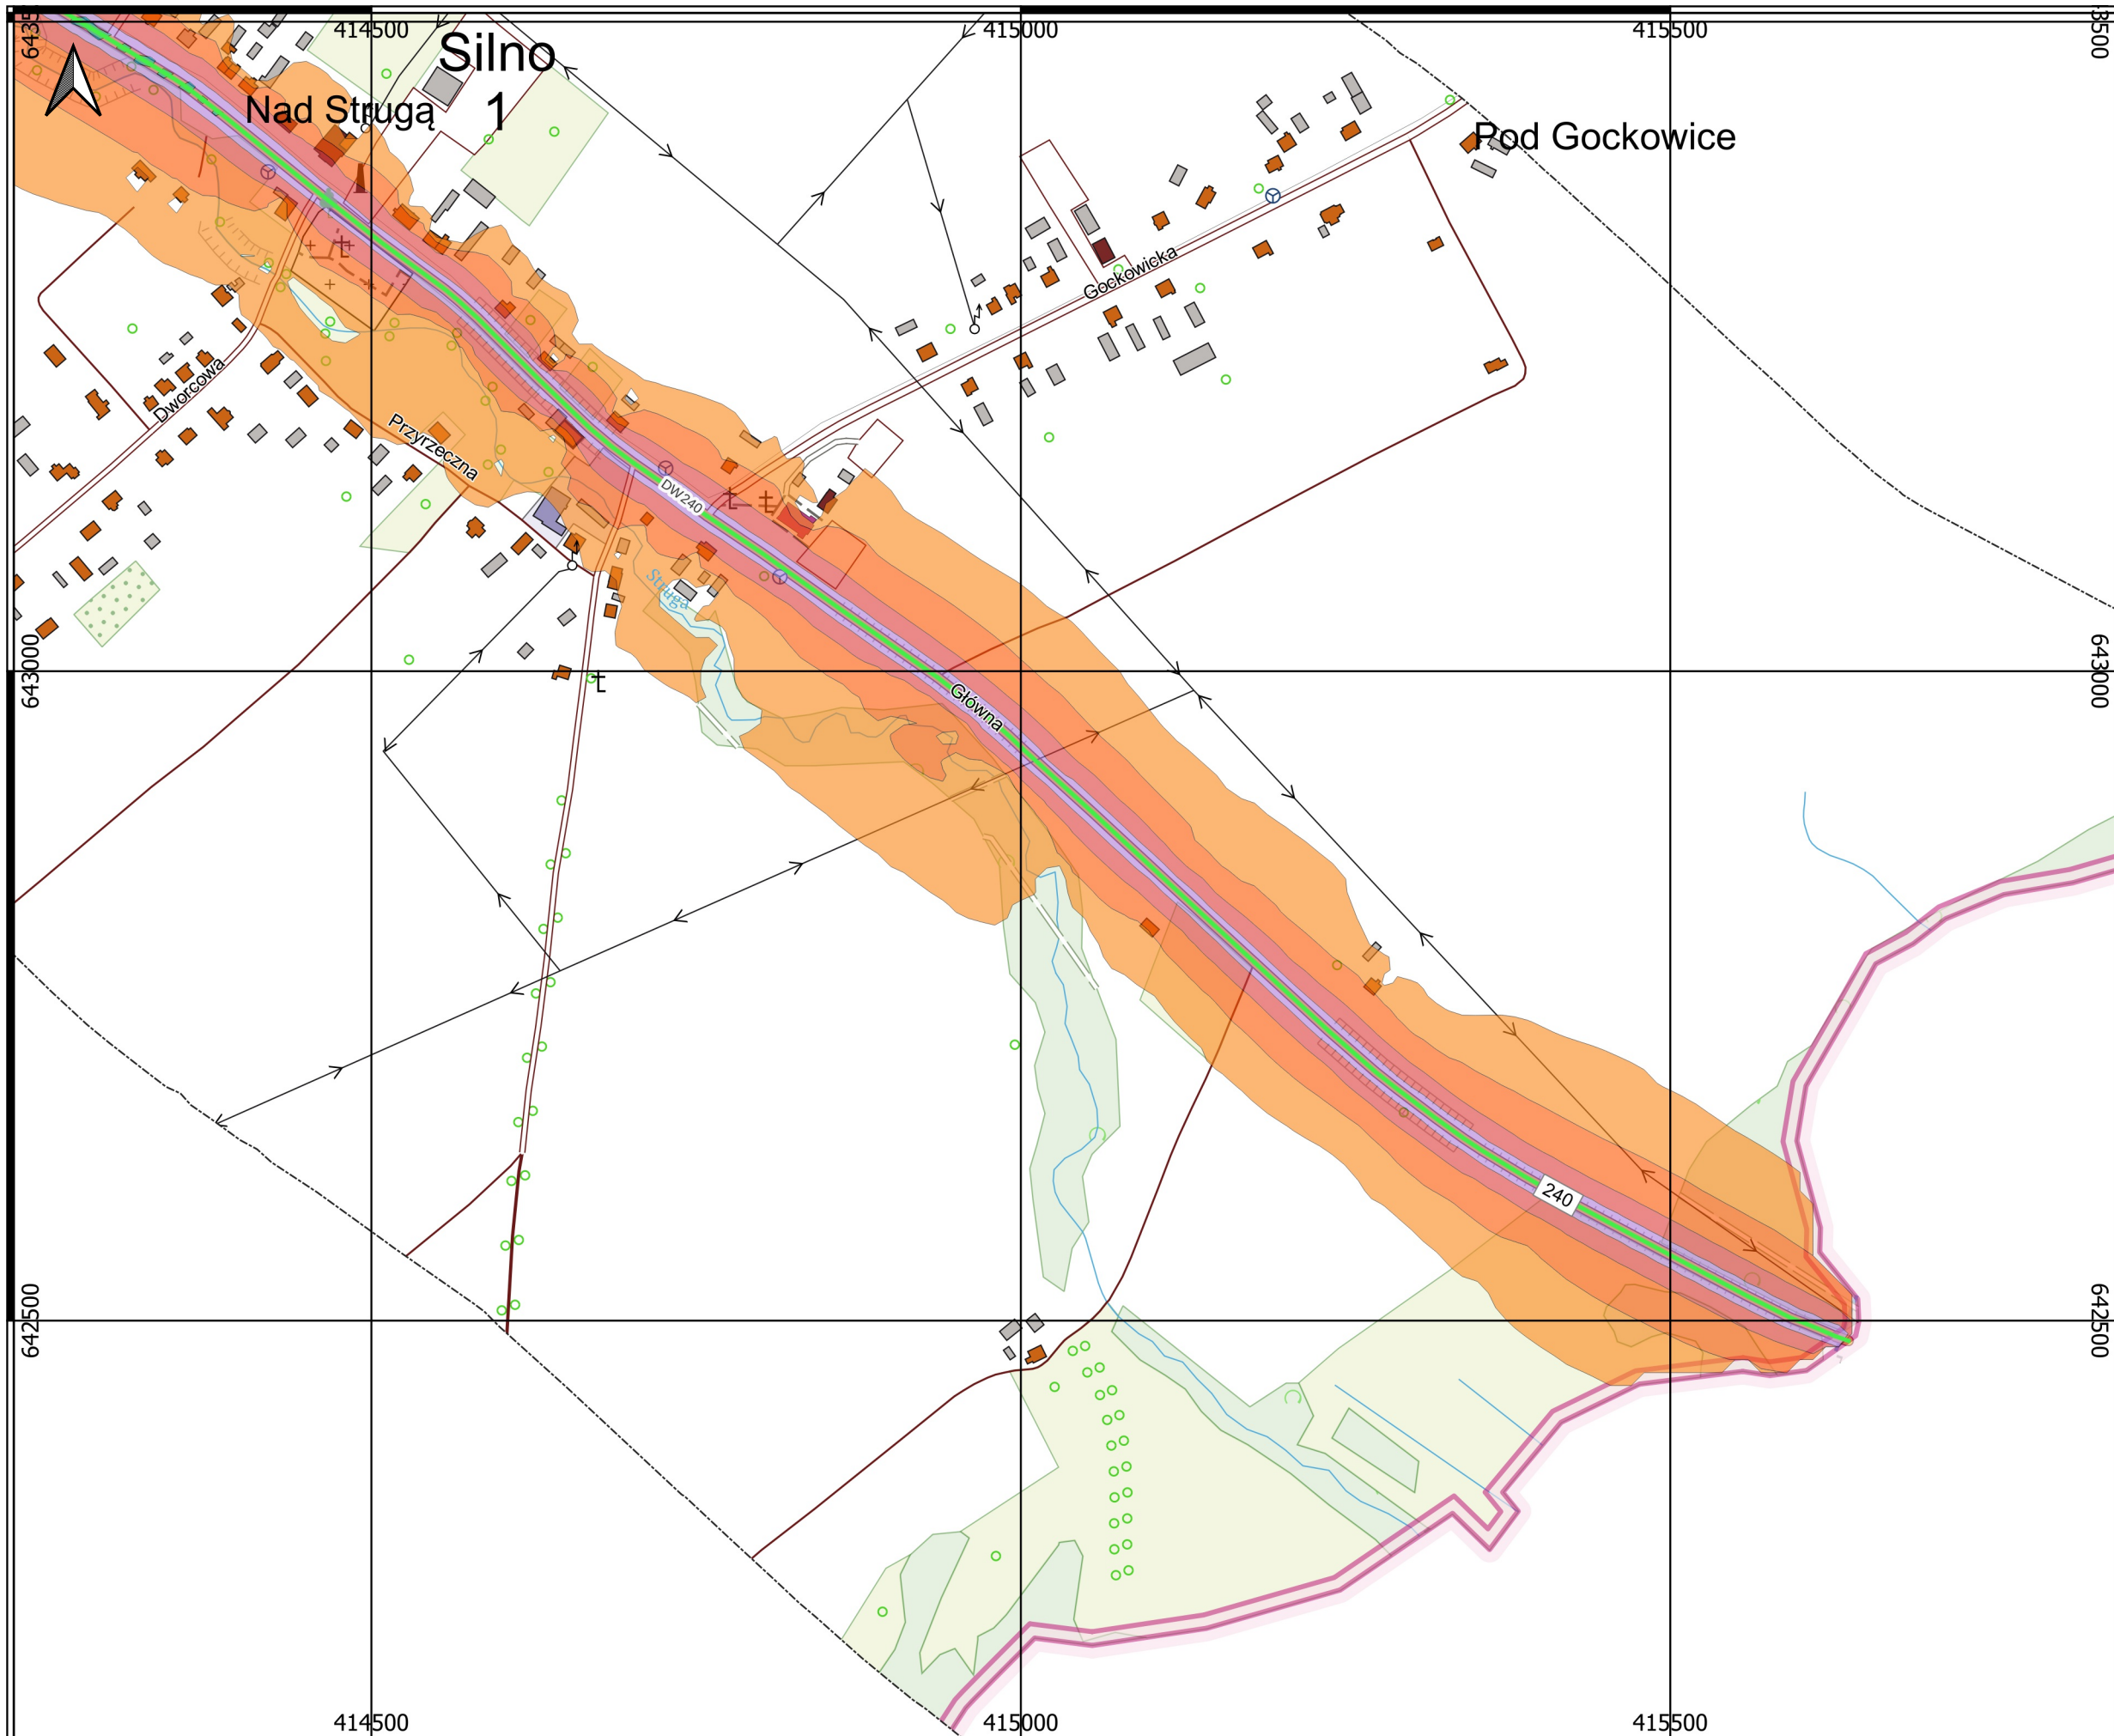 414500
415000
415500
Silno
1
Nad Strugą
Pod Gockowice
Gockowicka
Dworcowa
Przyrzeczna
DW240
Struga
643000
643000
Główna
240
642500
642500
414500
415000
415500